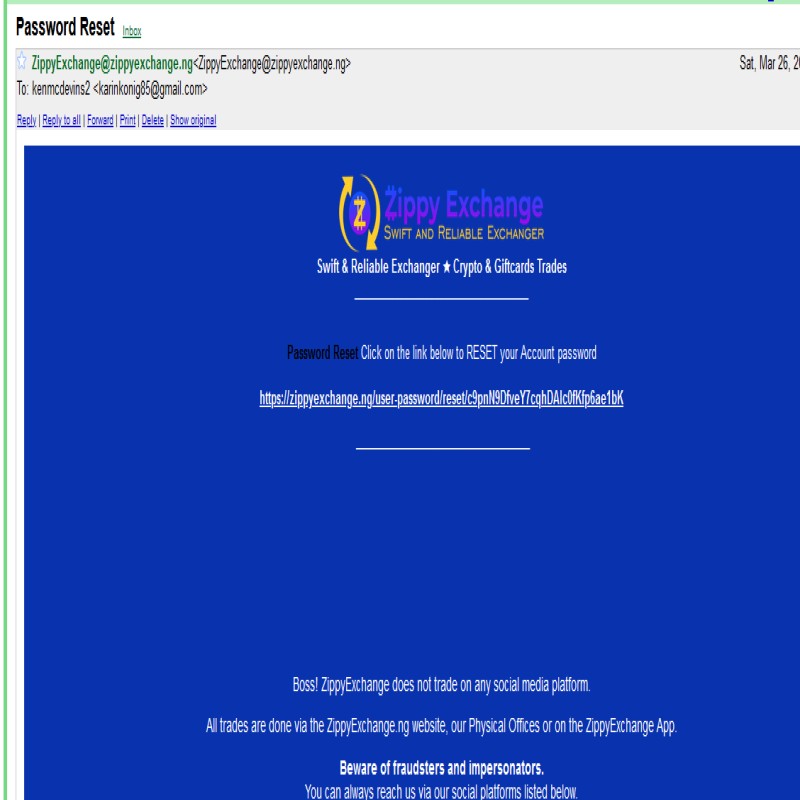 Password Reset Inbox
ZippyExchange@zippyexchange.ng<ZippyExchange@zippyexchange.ng> Sat, Mar 26, 2
To: kenmcdevins2 <karinkonig85@gmail.com>
Reply | Reply to all | Forward | Print | Delete | Show original
Zippy Exchange
SWIFT AND RELIABLE EXCHANGER
Swift & Reliable Exchanger ★ Crypto & Giftcards Trades
Password Reset Click on the link below to RESET your Account password
https://zippyexchange.ng/user-password/reset/c9pnN9DfveY7cqhDAlc0fKfp6ae1bK
Boss! ZippyExchange does not trade on any social media platform.
All trades are done via the ZippyExchange.ng website, our Physical Offices or on the ZippyExchange App.
Beware of fraudsters and impersonators.
You can always reach us via our social platforms listed below.